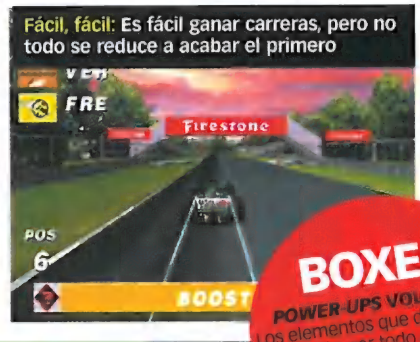 Fácil, fácil: Es fácil ganar carreras, pero no
todo se reduce a acabar el primero
FRE
Firestone
POS
6
BOOST
BOXE
POWER-UPS
Los elementos que
todo